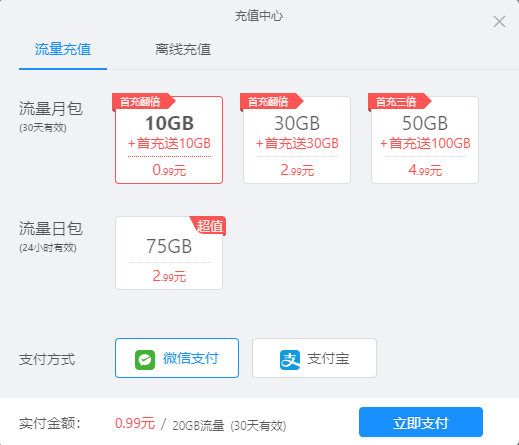 充值中心
流量充值 离线充值
流量月包
(30天有效)
首充翻倍
10GB
+首充送10GB
0.99元
首充翻倍
30GB
+首充送30GB
2.99元
首充三倍
50GB
+首充送100GB
4.99元
流量日包
(24小时有效)
超值
75GB
2.99元
支付方式 微信支付 支付宝
实付金额： 0.99元 / 20GB流量 (30天有效) 立即支付